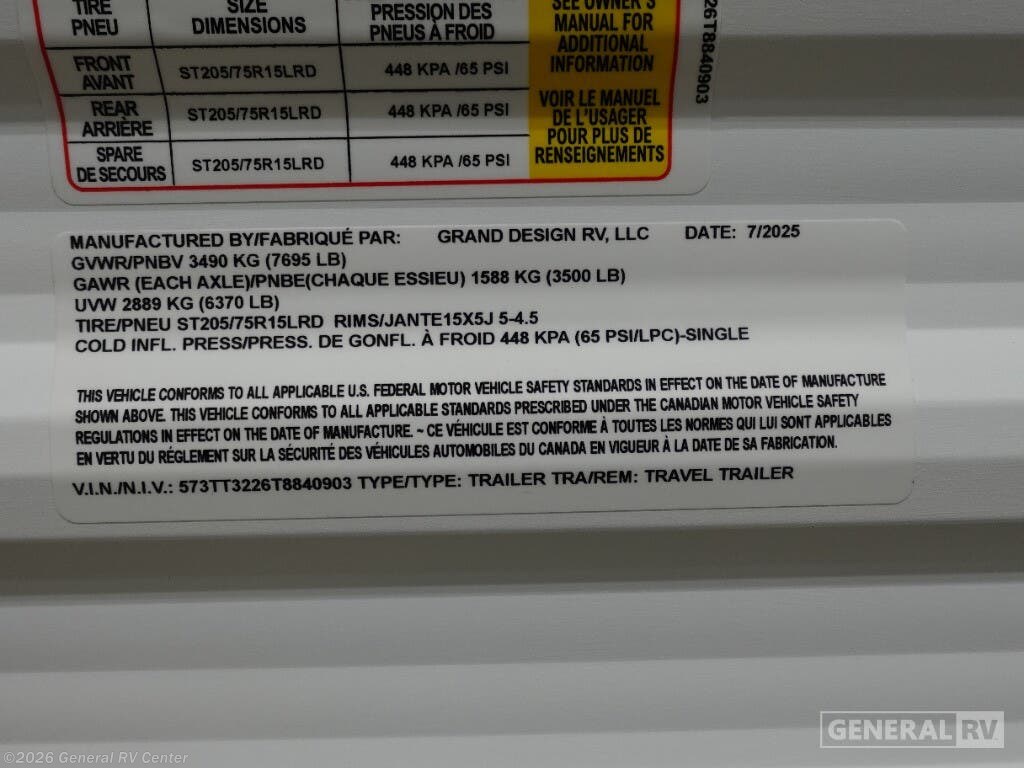 TIRE SIZE PRESSION DES SEE OWNER'S
PNEU DIMENSIONS PNEUS À FROID MANUAL FOR
ADDITIONAL
INFORMATION
FRONT
AVANT ST205/75R15LRD 448 KPA /65 PSI
REAR
ARRIÈRE ST205/75R15LRD 448 KPA /65 PSI
SPARE
DE SECOURS ST205/75R15LRD 448 KPA /65 PSI
VOIR LE MANUEL
DE L'USAGER
POUR PLUS DE
RENSEIGNEMENTS
26T8840903
MANUFACTURED BY/FABRIQUÉ PAR: GRAND DESIGN RV, LLC DATE: 7/2025
GVWR/PNBV 3490 KG (7695 LB)
GAWR (EACH AXLE)/PNBE(CHAQUE ESSIEU) 1588 KG (3500 LB)
UVW 2889 KG (6370 LB)
TIRE/PNEU ST205/75R15LRD RIMS/JANTE15X5J 5-4.5
COLD INFL. PRESS/PRESS. DE GONFL. À FROID 448 KPA (65 PSI/LPC)-SINGLE
THIS VEHICLE CONFORMS TO ALL APPLICABLE U.S. FEDERAL MOTOR VEHICLE SAFETY STANDARDS IN EFFECT ON THE DATE OF MANUFACTURE
SHOWN ABOVE. THIS VEHICLE CONFORMS TO ALL APPLICABLE STANDARDS PRESCRIBED UNDER THE CANADIAN MOTOR VEHICLE SAFETY
REGULATIONS IN EFFECT ON THE DATE OF MANUFACTURE. ~ CE VÉHICULE EST CONFORME À TOUTES LES NORMES QUI LUI SONT APPLICABLES
EN VERTU DU RÉGLEMENT SUR LA SÉCURITÉ DES VÉHICULES AUTOMOBILES DU CANADA EN VIGUEUR À LA DATE DE SA FABRICATION.
V.I.N./N.I.V.: 573TT3226T8840903 TYPE/TYPE: TRAILER TRA/REM: TRAVEL TRAILER
GENERAL RV
©2026 General RV Center